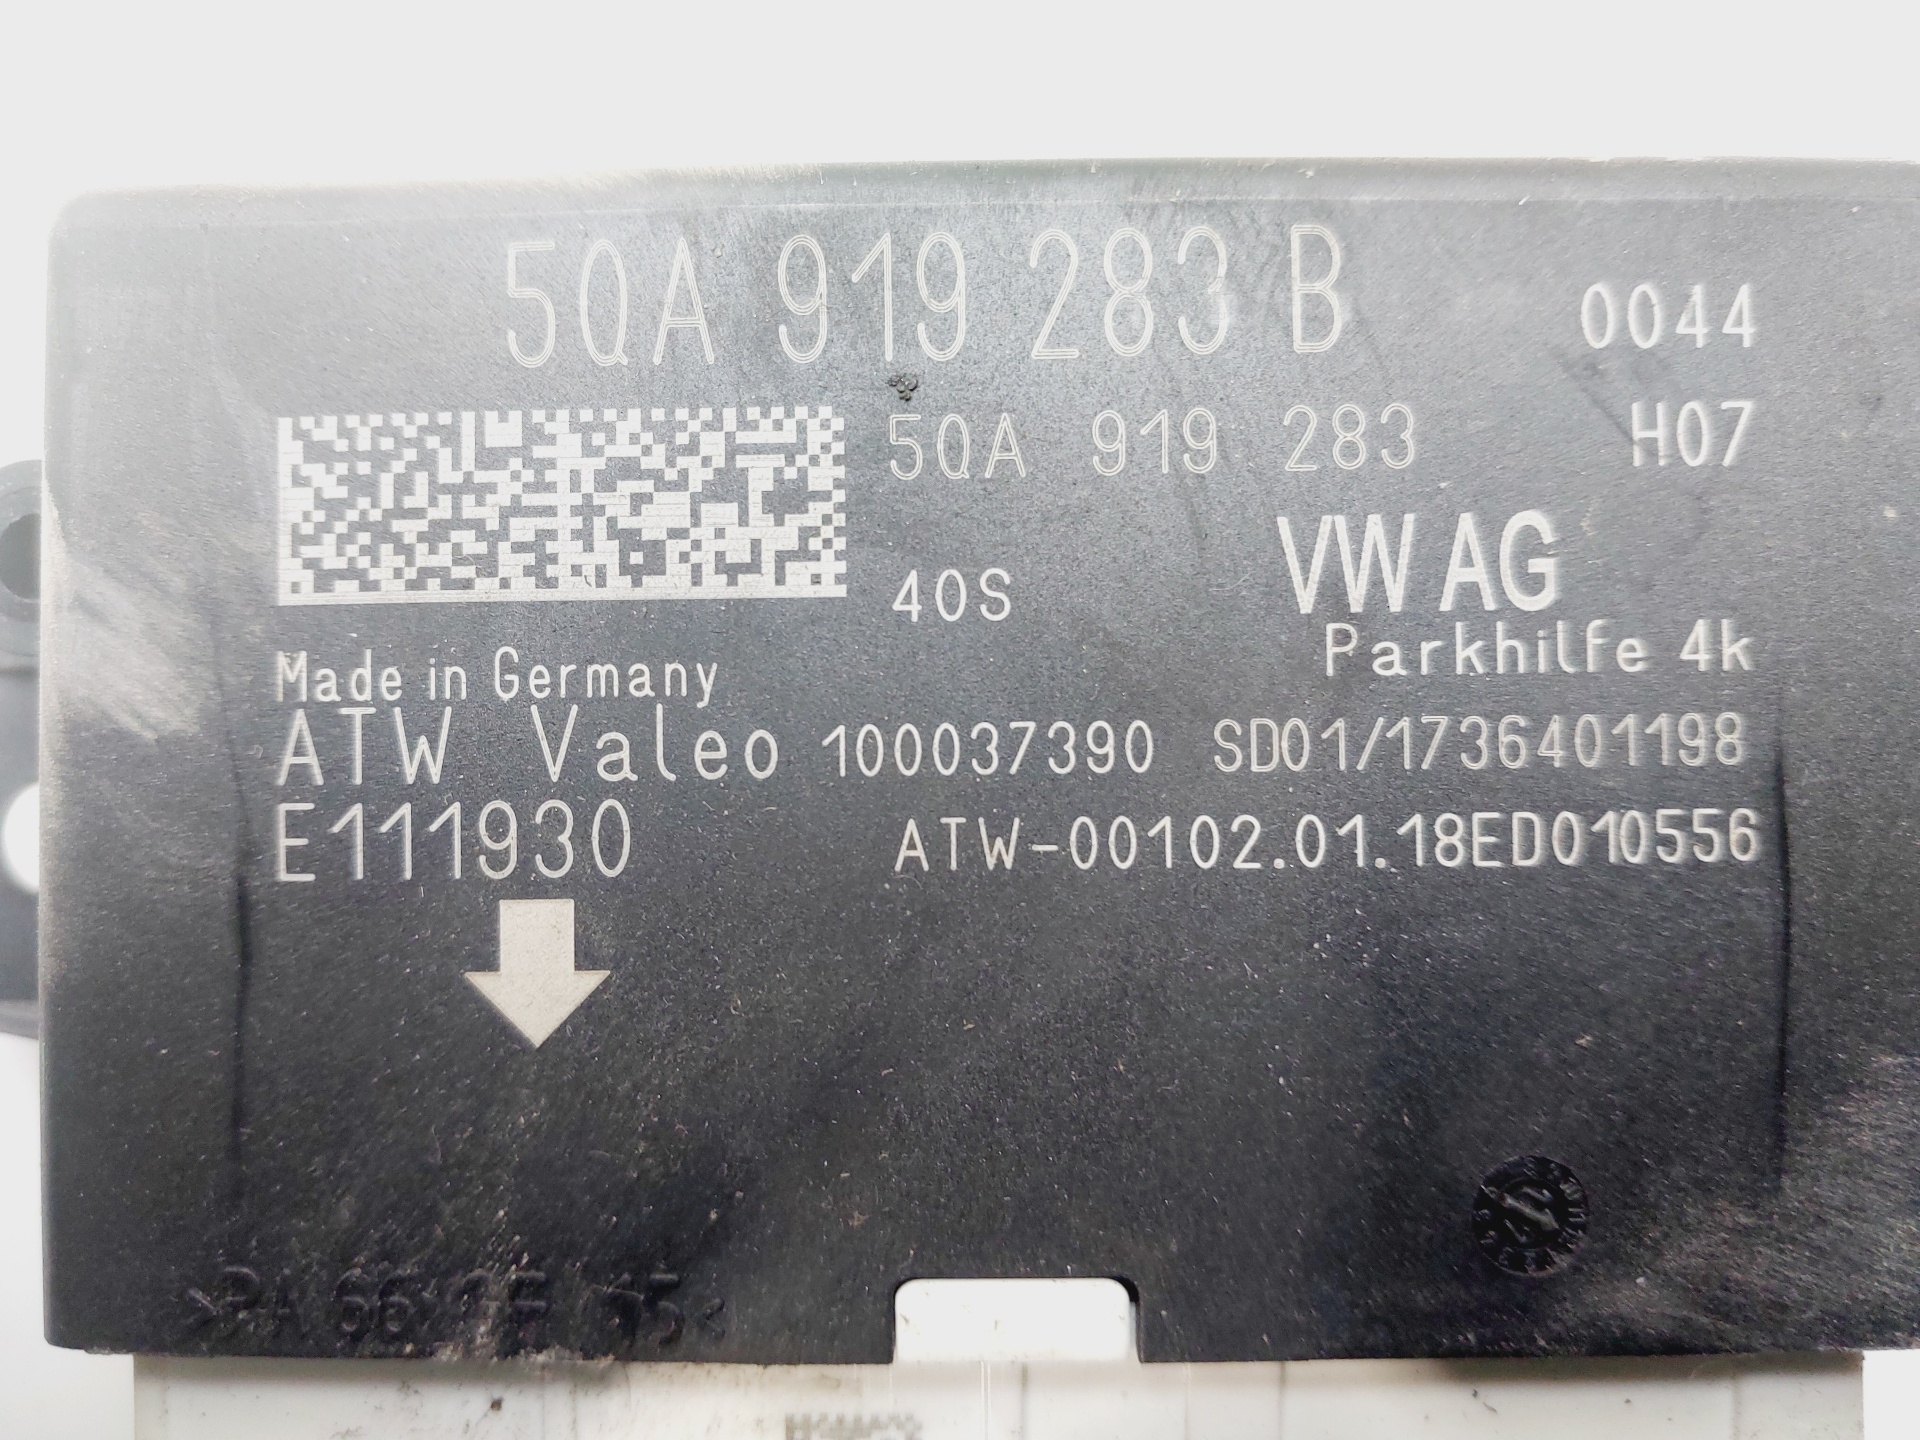 5QA 919 283 B 0044
5QA 919 283 H07
40S VW AG
Parkhilfe 4k
Made in Germany
ATW Valeo 100037390 SD01/1736401198
E111930 ATW-00102.01.18ED010556